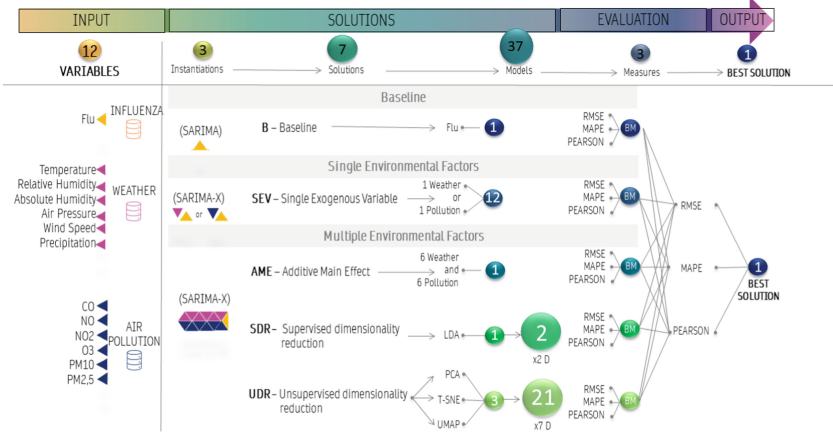 INPUT SOLUTIONS EVALUATION OUTPUT
12 3 7 37 3 1
VARIABLES Instantiations Solutions Models Measures BEST SOLUTION
Baseline
Flu INFLUENZA
(SARIMA) B – Baseline Flu 1
RMSE
MAPE BM
PEARSON
Single Environmental Factors
Temperature
Relative Humidity
Absolute Humidity
Air Pressure
Wind Speed
Precipitation
WEATHER
(SARIMA-X)
or
SEV – Single Exogenous Variable
1 Weather
or 12
1 Pollution
RMSE
MAPE BM
PEARSON
RMSE
Multiple Environmental Factors
AME – Additive Main Effect
6 Weather
and 1
6 Pollution
RMSE
MAPE BM
PEARSON
MAPE
1
BEST
SOLUTION
(SARIMA-X)
CO
NO
NO2
O3
PM10
PM2,5
AIR
POLLUTION
SDR – Supervised dimensionality
reduction
LDA 1 2
x2 D
RMSE
MAPE BM
PEARSON
PEARSON
UDR – Unsupervised dimensionality
reduction
PCA
T-SNE 3 21
UMAP x7 D
RMSE
MAPE BM
PEARSON